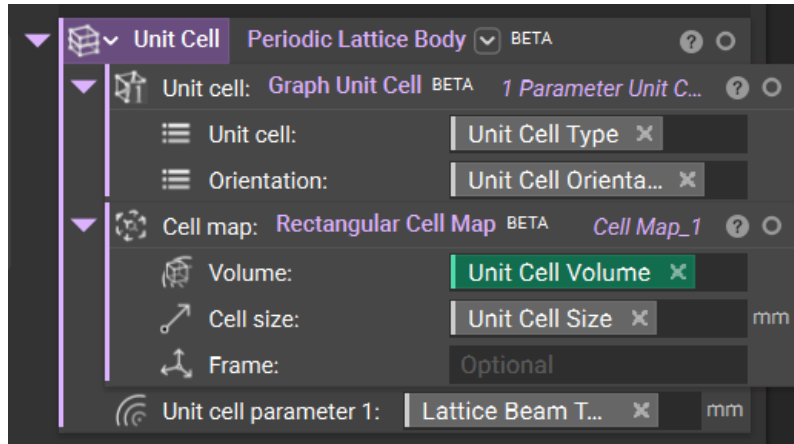 Unit Cell Periodic Lattice Body BETA ?
Unit cell: Graph Unit Cell BETA 1 Parameter Unit C... ?
Unit cell: Unit Cell Type ×
Orientation: Unit Cell Orienta... ×
Cell map: Rectangular Cell Map BETA Cell Map_1 ?
Volume: Unit Cell Volume ×
Cell size: Unit Cell Size × mm
Frame: Optional
Unit cell parameter 1: Lattice Beam T... × mm